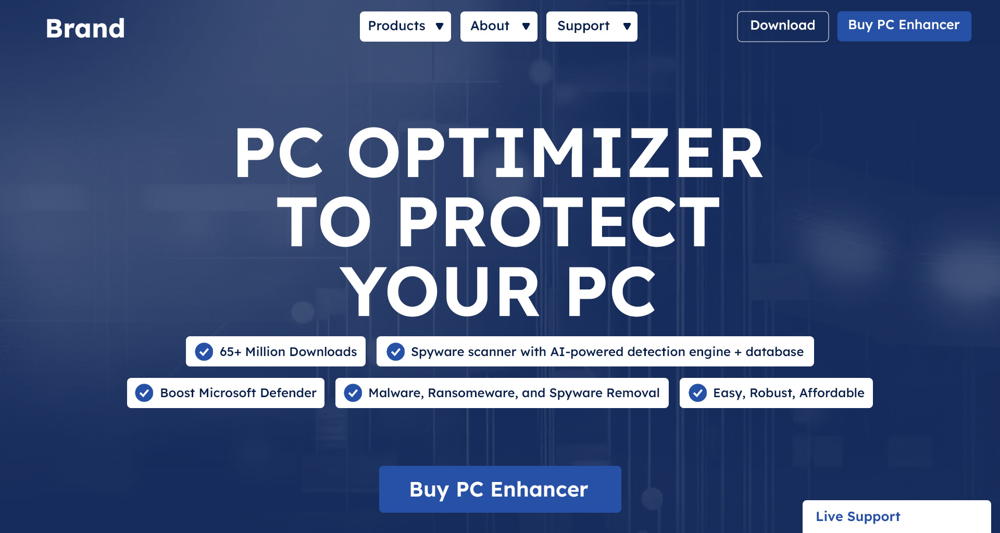 Brand
Products ▼
About ▼
Support ▼
Download
Buy PC Enhancer
PC OPTIMIZER
TO PROTECT
YOUR PC
65+ Million Downloads
Spyware scanner with AI-powered detection engine + database
Boost Microsoft Defender
Malware, Ransomeware, and Spyware Removal
Easy, Robust, Affordable
Buy PC Enhancer
Live Support